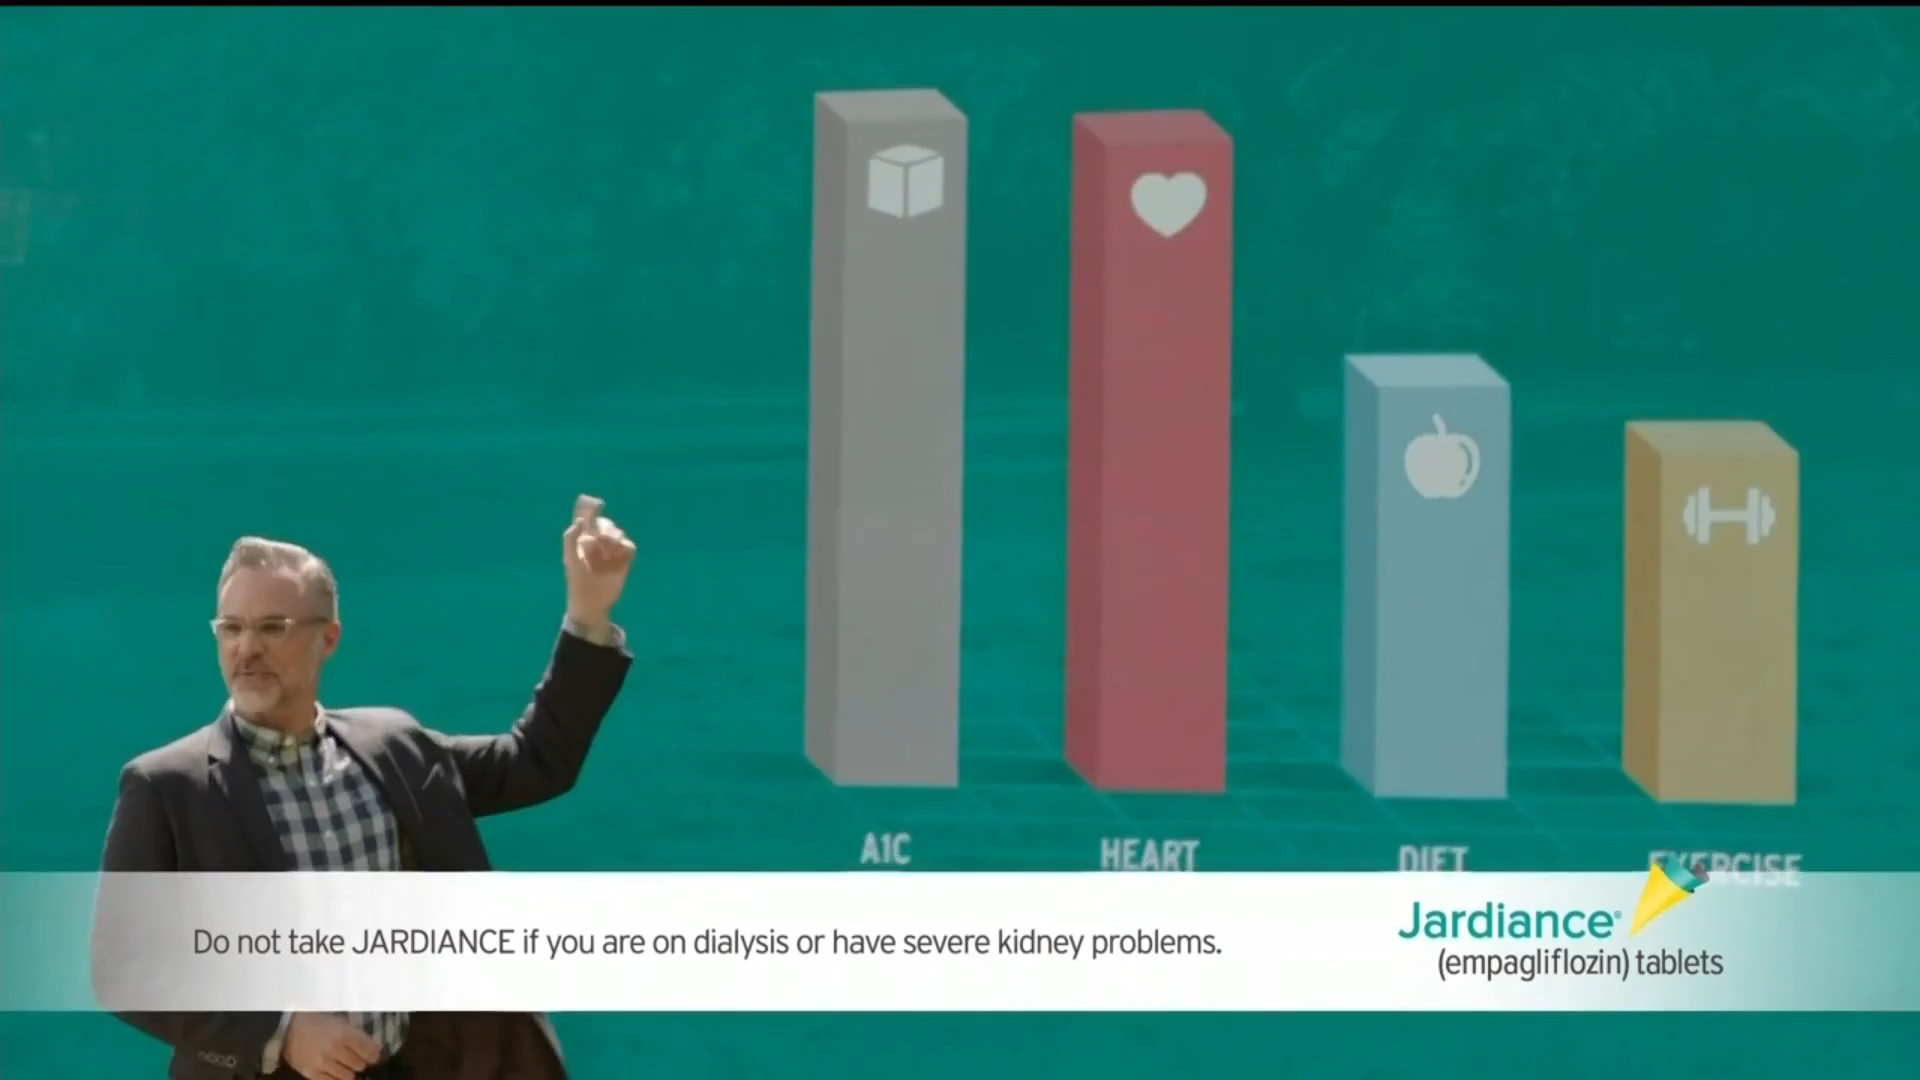 A1C
HEART
DIET
EXERCISE
Do not take JARDIANCE if you are on dialysis or have severe kidney problems.
Jardiance®
(empagliflozin) tablets